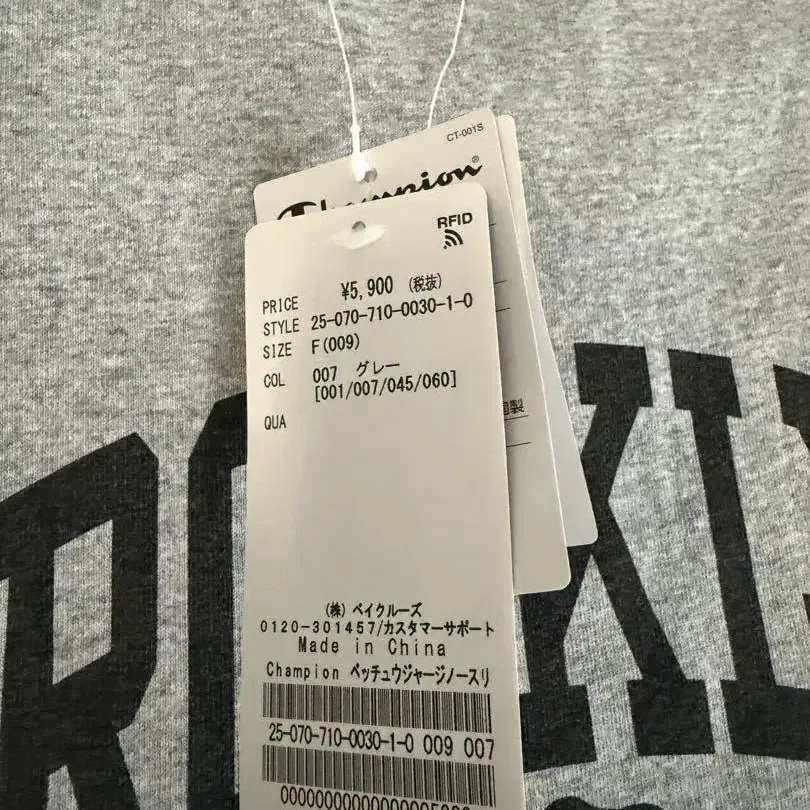 CT-001S
Champion®
RFID
PRICE ¥5,900 (税抜)
STYLE 25-070-710-0030-1-0
SIZE F(009)
COL 007 グレー
[001/007/045/060]
QUA
国製
(株)ベイクルーズ
0120-301457/カスタマーサポート
Made in China
Champion ベッチュウジャージノースリ
25-070-710-0030-1-0 009 007